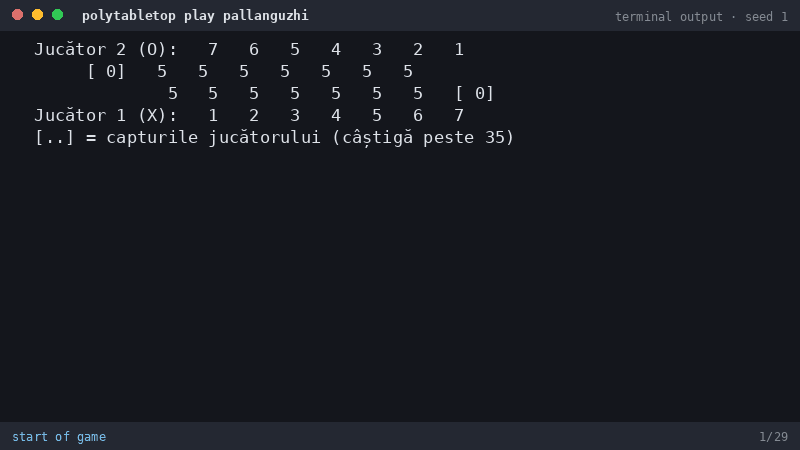 polytabletop play pallanguzhi
terminal output · seed 1
Jucător 2 (O):   7   6   5   4   3   2   1
     [ 0]   5   5   5   5   5   5   5
             5   5   5   5   5   5   5   [ 0]
Jucător 1 (X):   1   2   3   4   5   6   7
[..] = capturile jucătorului (câștigă peste 35)
start of game
1/29